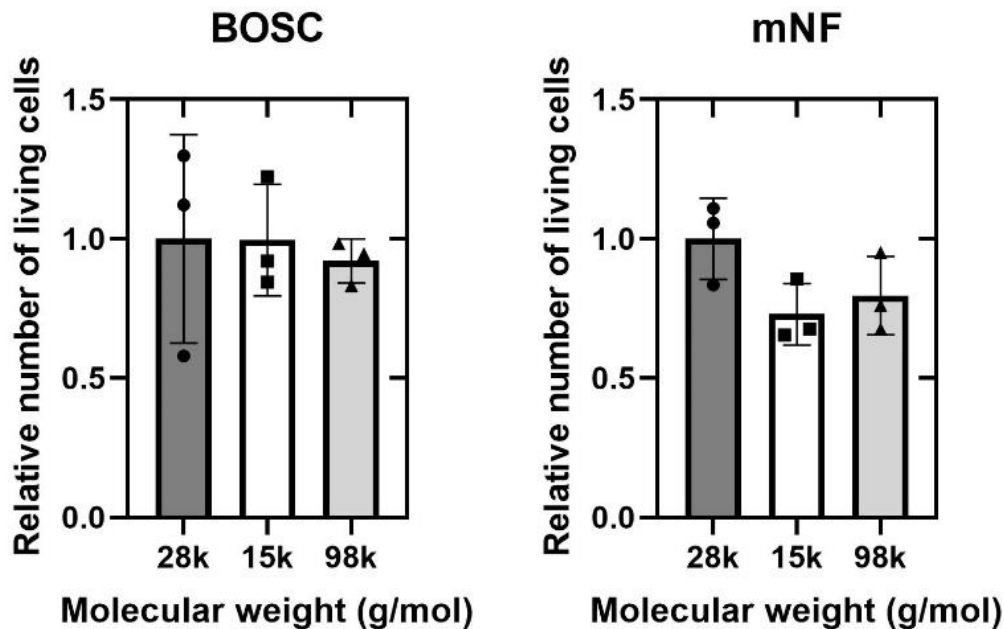 BOSC
Relative number of living cells
1.5
1.0
0.5
0.0
28k 15k 98k
Molecular weight (g/mol)
mNF
Relative number of living cells
1.5
1.0
0.5
0.0
28k 15k 98k
Molecular weight (g/mol)